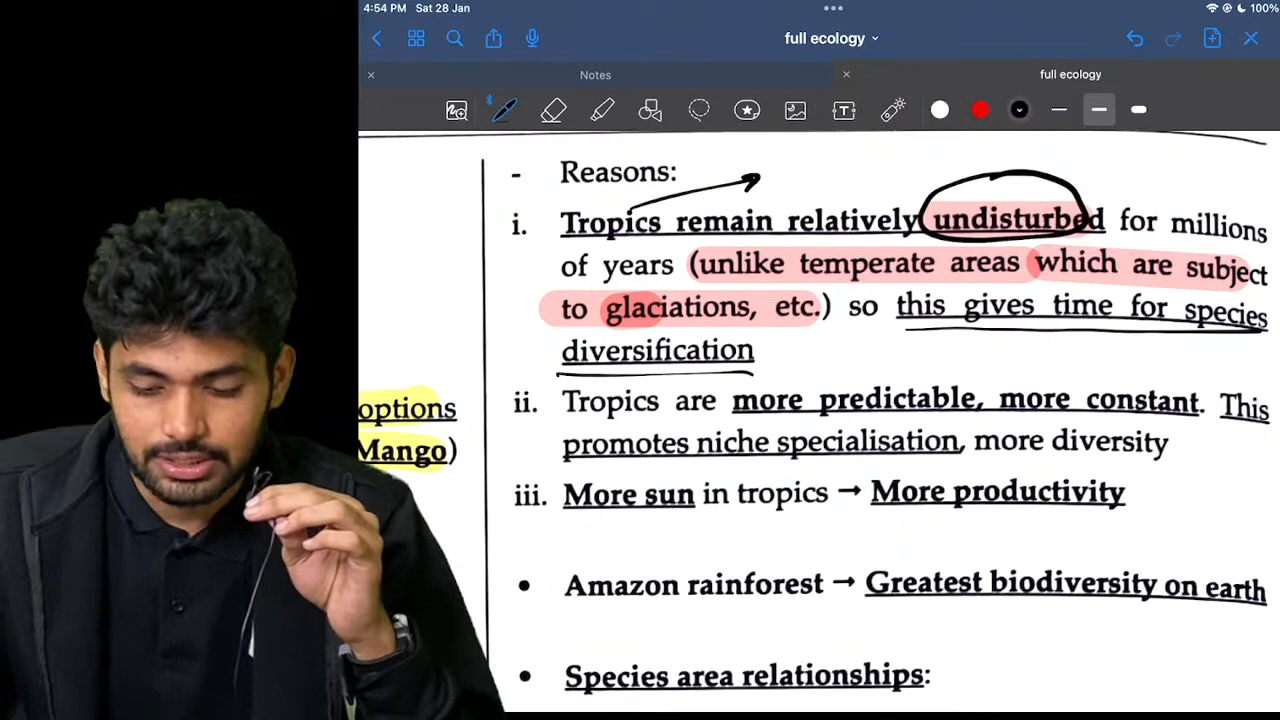 4:54 PM Sat 28 Jan
100%
full ecology
Notes
full ecology
- Reasons:
i. Tropics remain relatively undisturbed for millions
of years (unlike temperate areas which are subject
to glaciations, etc.) so this gives time for species
diversification
options
Mango)
ii. Tropics are more predictable, more constant. This
promotes niche specialisation, more diversity
iii. More sun in tropics → More productivity
• Amazon rainforest → Greatest biodiversity on earth
• Species area relationships: